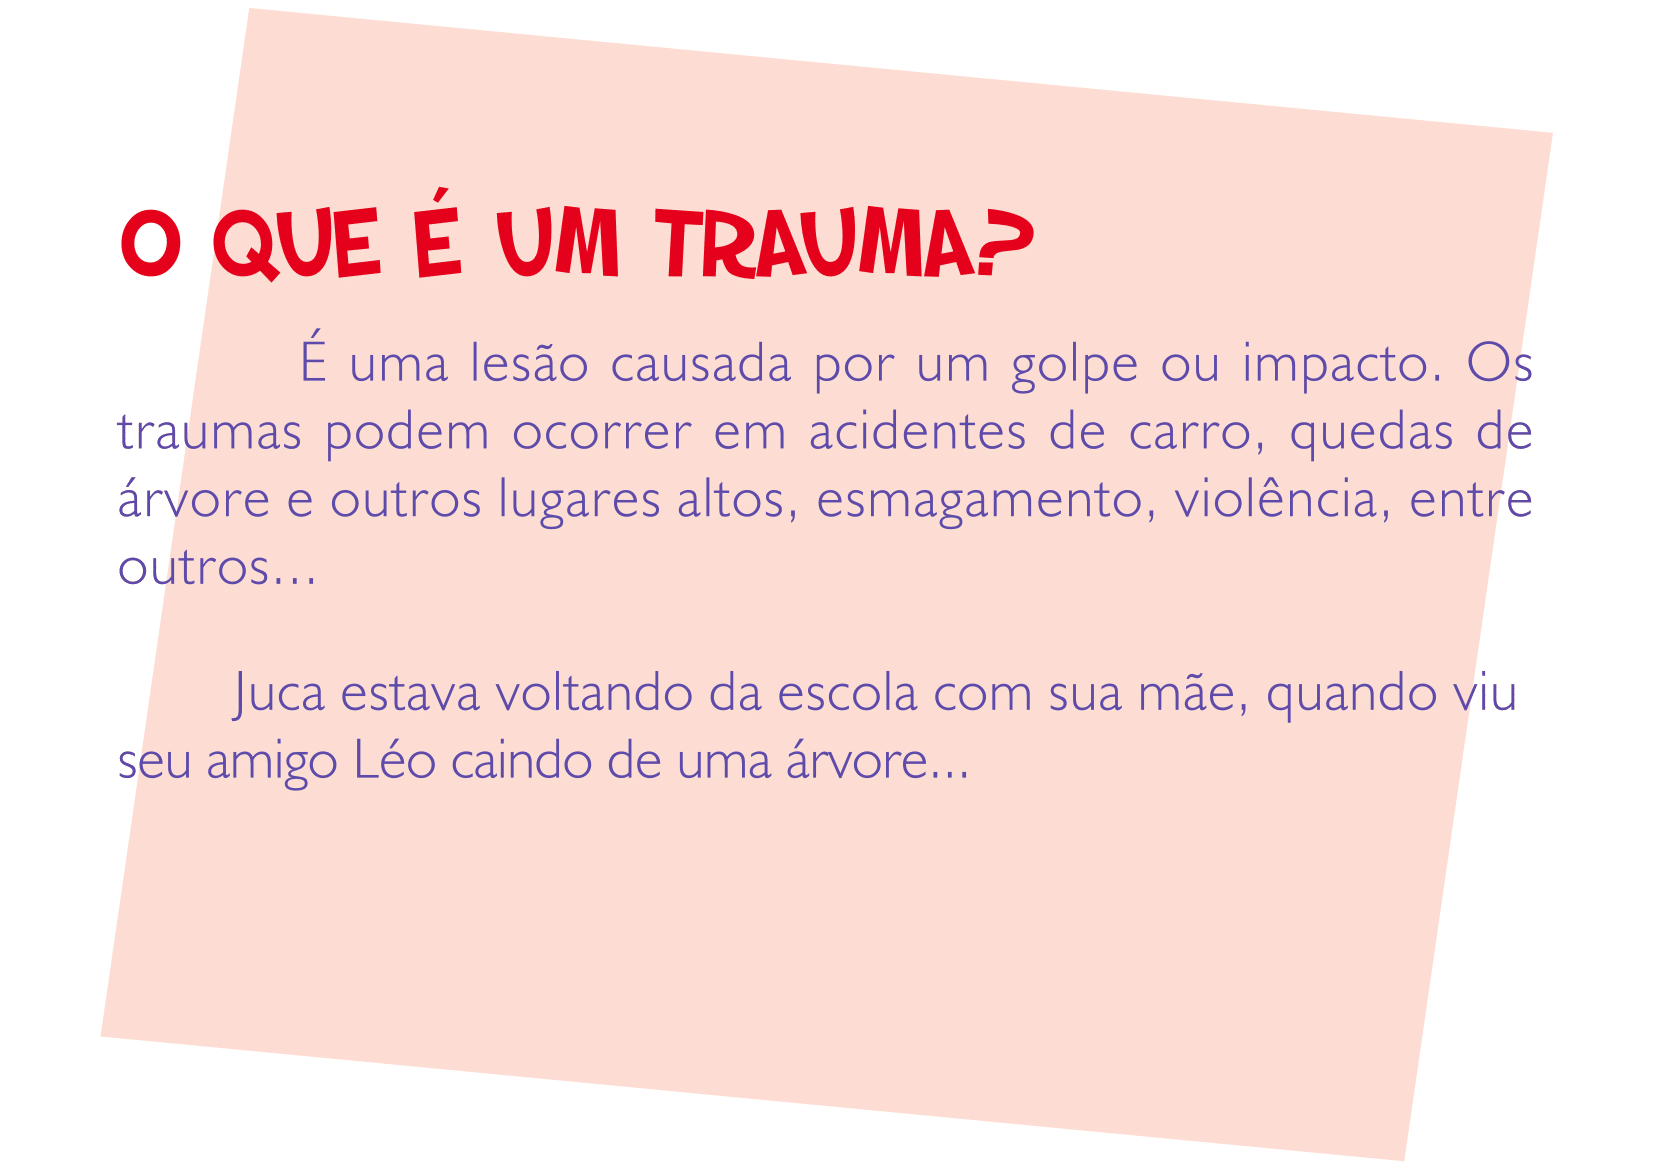 O QUE É UM TRAUMA?
É uma lesão causada por um golpe ou impacto. Os
traumas podem ocorrer em acidentes de carro, quedas de
árvore e outros lugares altos, esmagamento, violência, entre
outros...
Juca estava voltando da escola com sua mãe, quando viu
seu amigo Léo caindo de uma árvore...